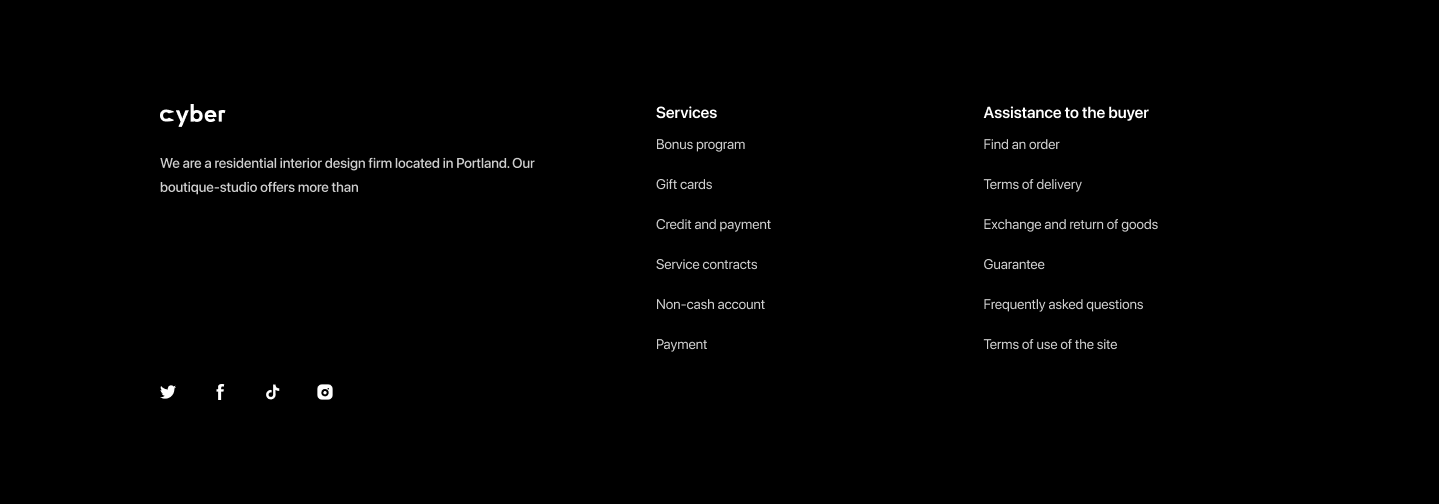 cyber
We are a residential interior design firm located in Portland. Our
boutique-studio offers more than
Services
Bonus program
Gift cards
Credit and payment
Service contracts
Non-cash account
Payment
Assistance to the buyer
Find an order
Terms of delivery
Exchange and return of goods
Guarantee
Frequently asked questions
Terms of use of the site